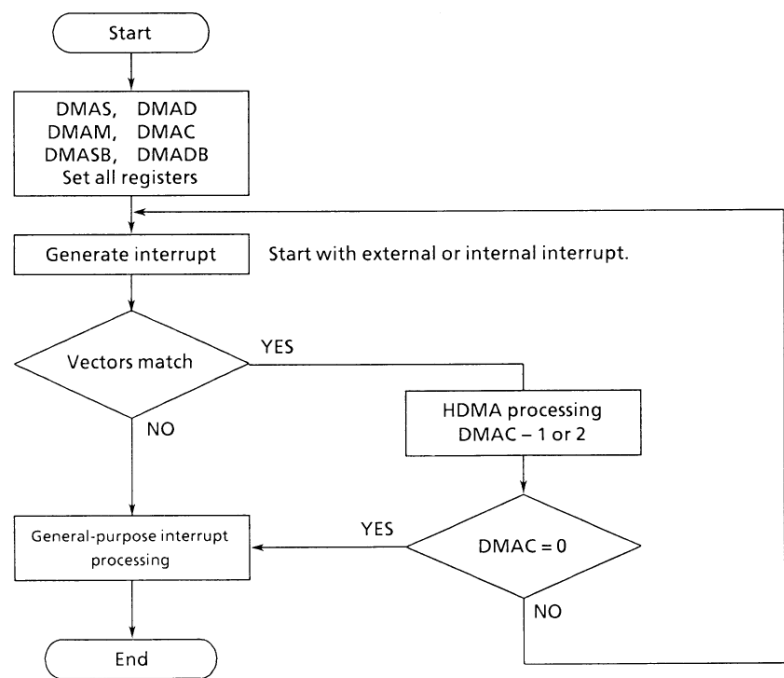 Start
DMAS, DMAD
DMAM, DMAC
DMASB, DMADB
Set all registers
Generate interrupt
Start with external or internal interrupt.
Vectors match
YES
NO
HDMA processing
DMAC – 1 or 2
DMAC = 0
YES
NO
General-purpose interrupt
processing
End